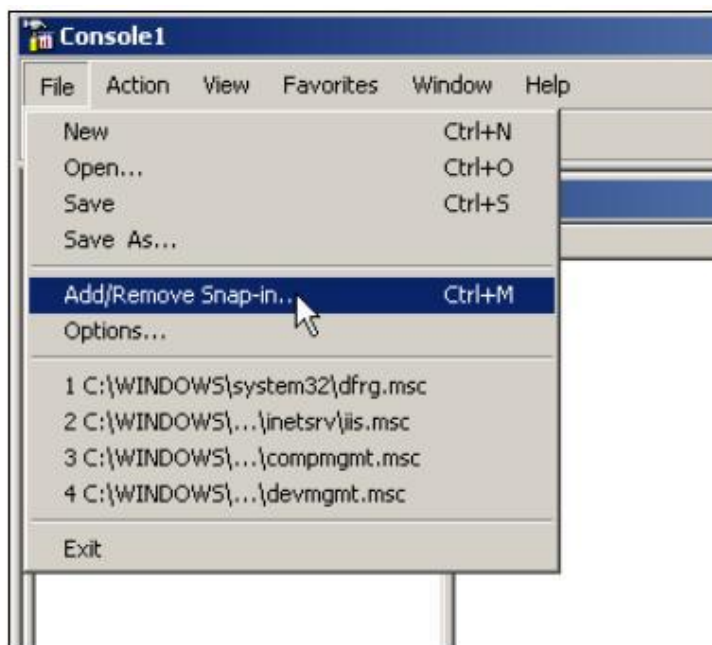 Console1
File Action View Favorites Window Help
New Ctrl+N
Open... Ctrl+O
Save Ctrl+S
Save As...
Add/Remove Snap-in... Ctrl+M
Options...
1 C:\WINDOWS\system32\dfrg.msc
2 C:\WINDOWS\...\inetsrv\iis.msc
3 C:\WINDOWS\...\compmgmt.msc
4 C:\WINDOWS\...\devmgmt.msc
Exit